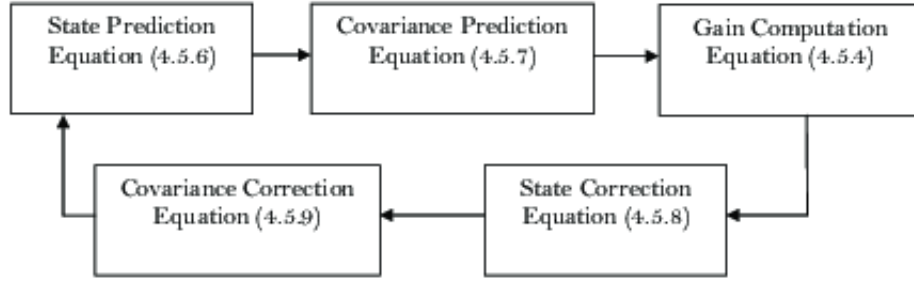 State Prediction
Equation (4.5.6)
Covariance Prediction
Equation (4.5.7)
Gain Computation
Equation (4.5.4)
Covariance Correction
Equation (4.5.9)
State Correction
Equation (4.5.8)